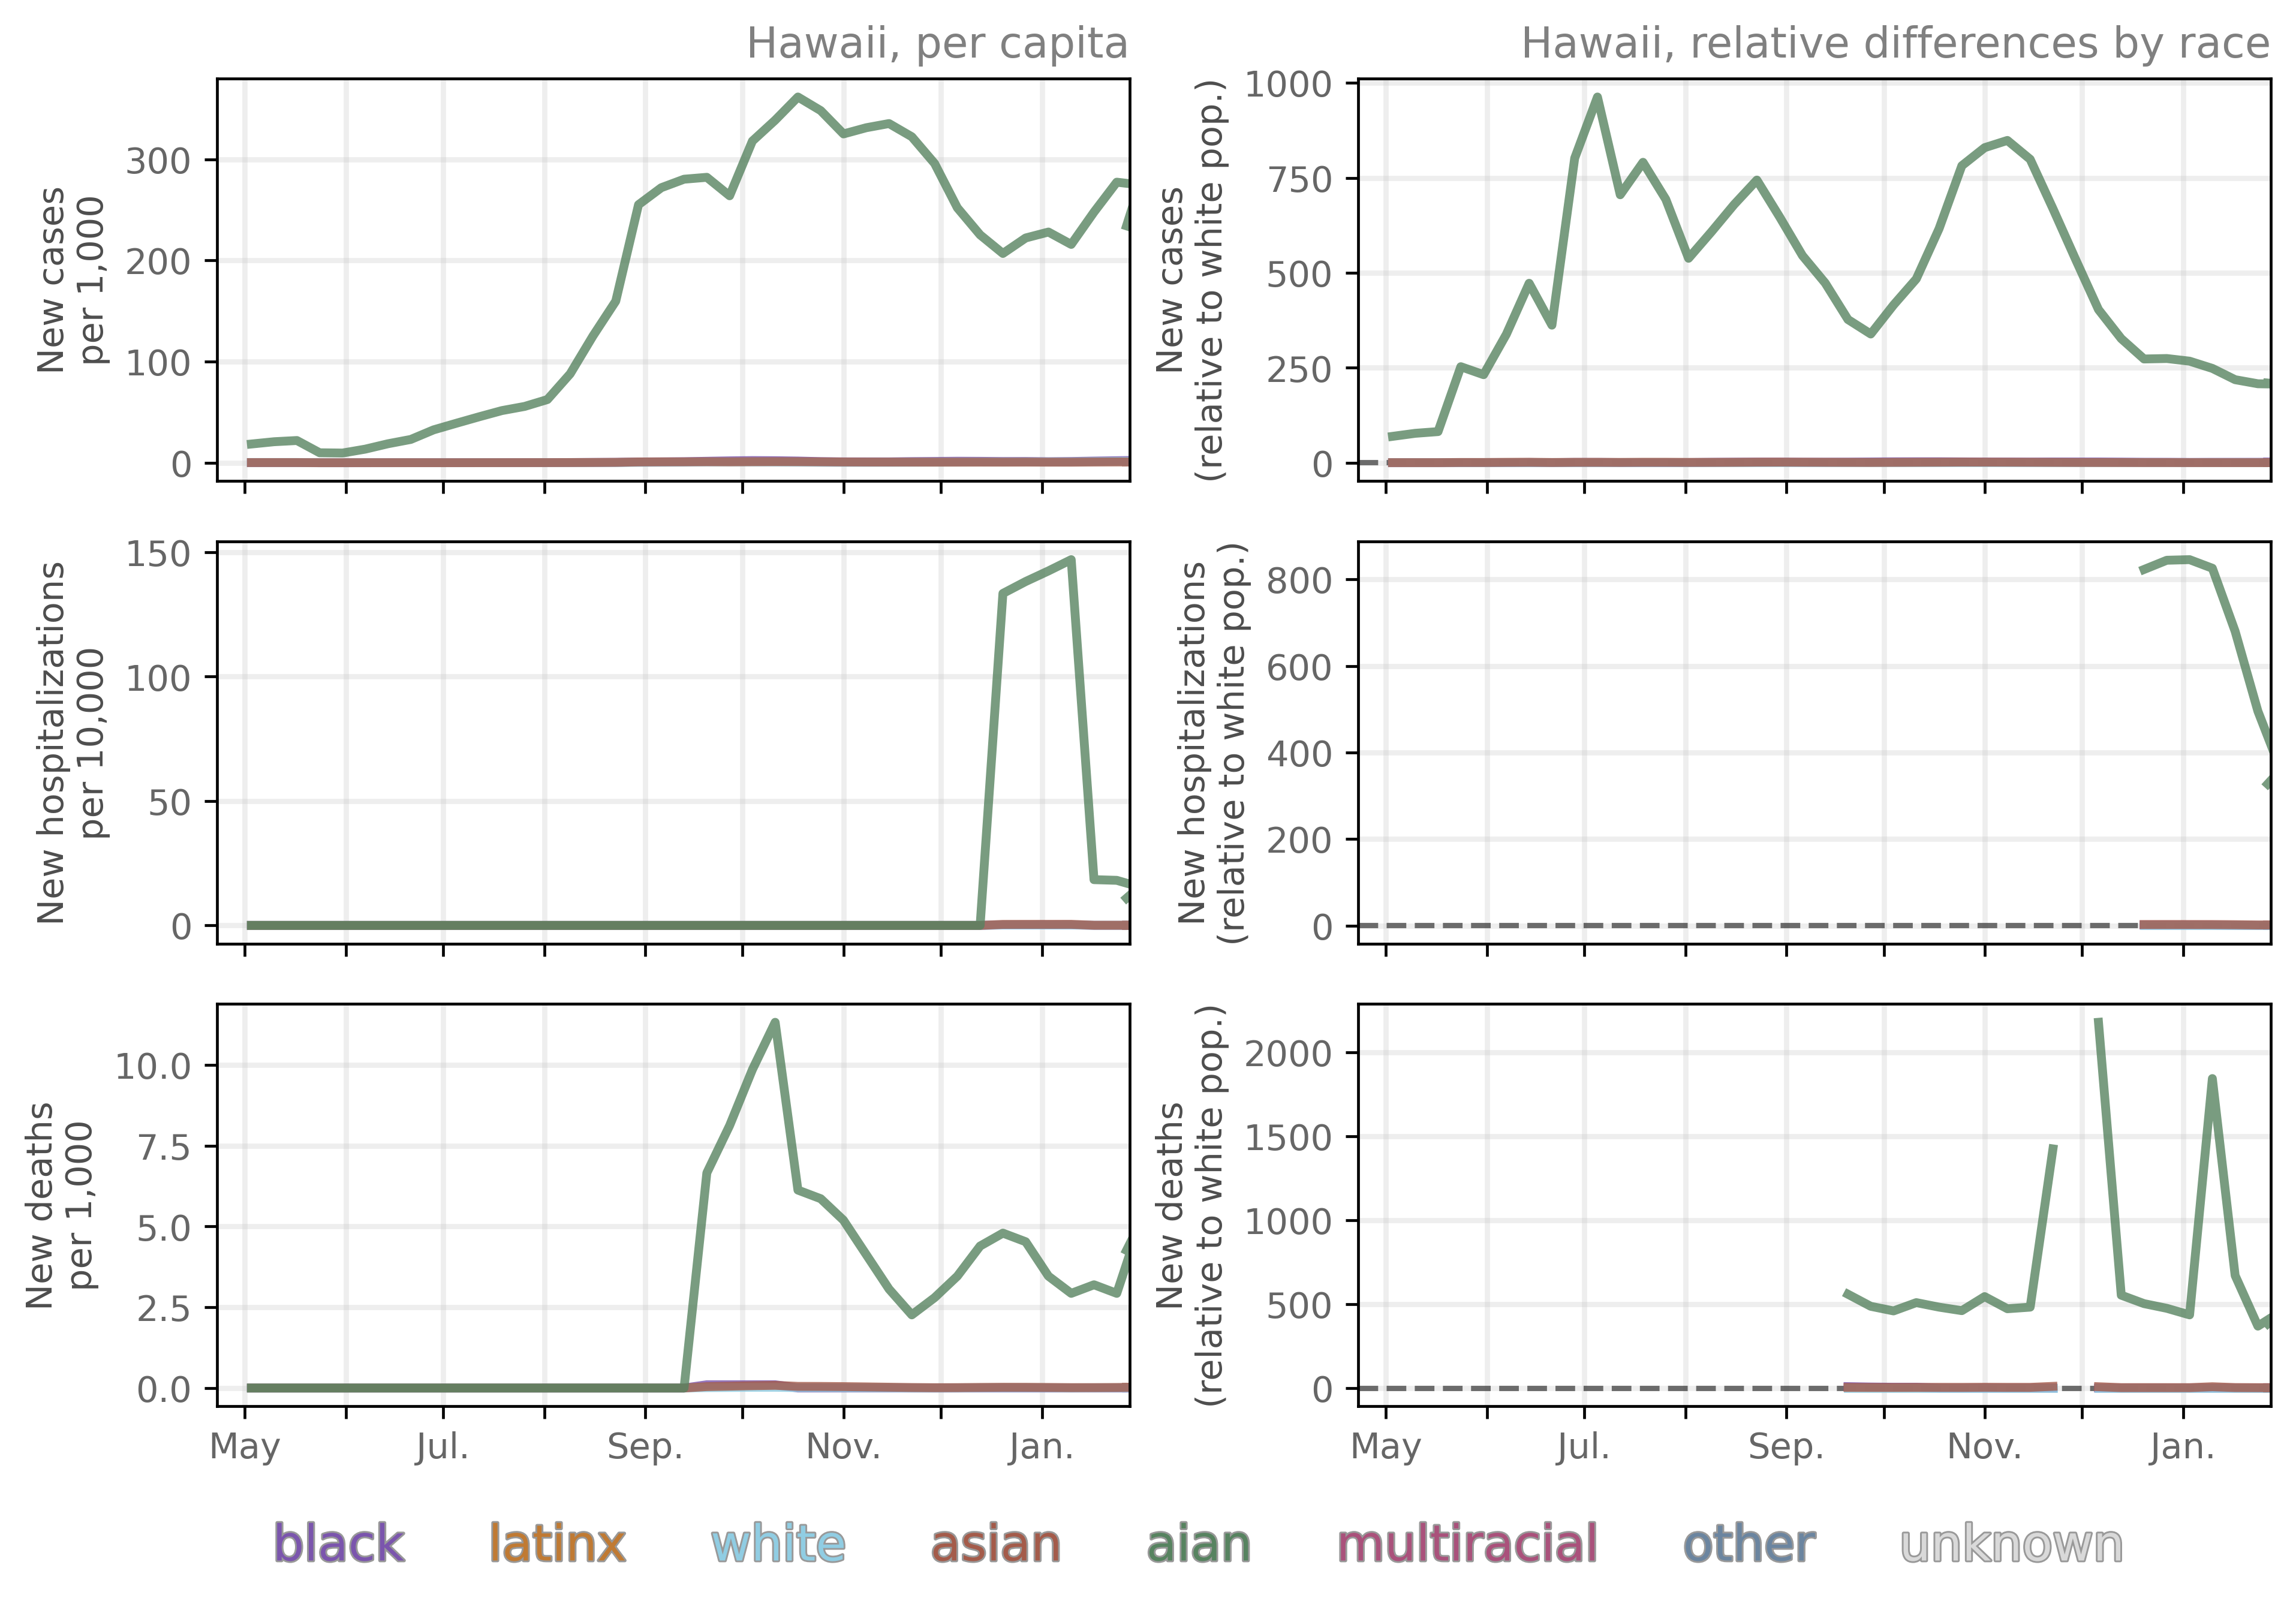 Hawaii, per capita
Hawaii, relative differences by race
New cases
per 1,000
300
200
100
0
New cases
(relative to white pop.)
1000
750
500
250
0
New hospitalizations
per 10,000
150
100
50
0
New hospitalizations
(relative to white pop.)
800
600
400
200
0
New deaths
per 1,000
10.0
7.5
5.0
2.5
0.0
New deaths
(relative to white pop.)
2000
1500
1000
500
0
May Jul. Sep. Nov. Jan.
May Jul. Sep. Nov. Jan.
black latinx white asian aian multiracial other unknown